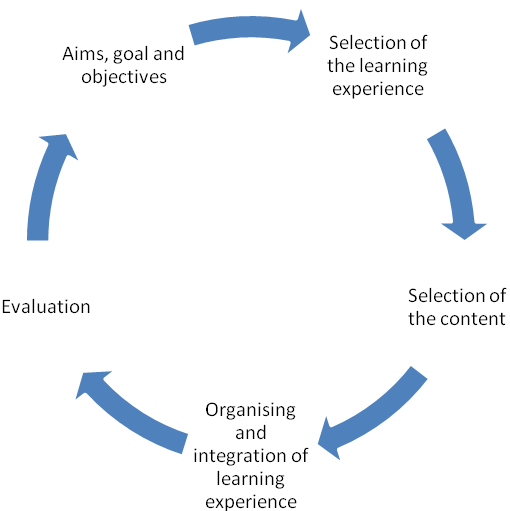 Aims, goal and
objectives
Selection of
the learning
experience
Selection of
the content
Organising
and
integration of
learning
experience
Evaluation